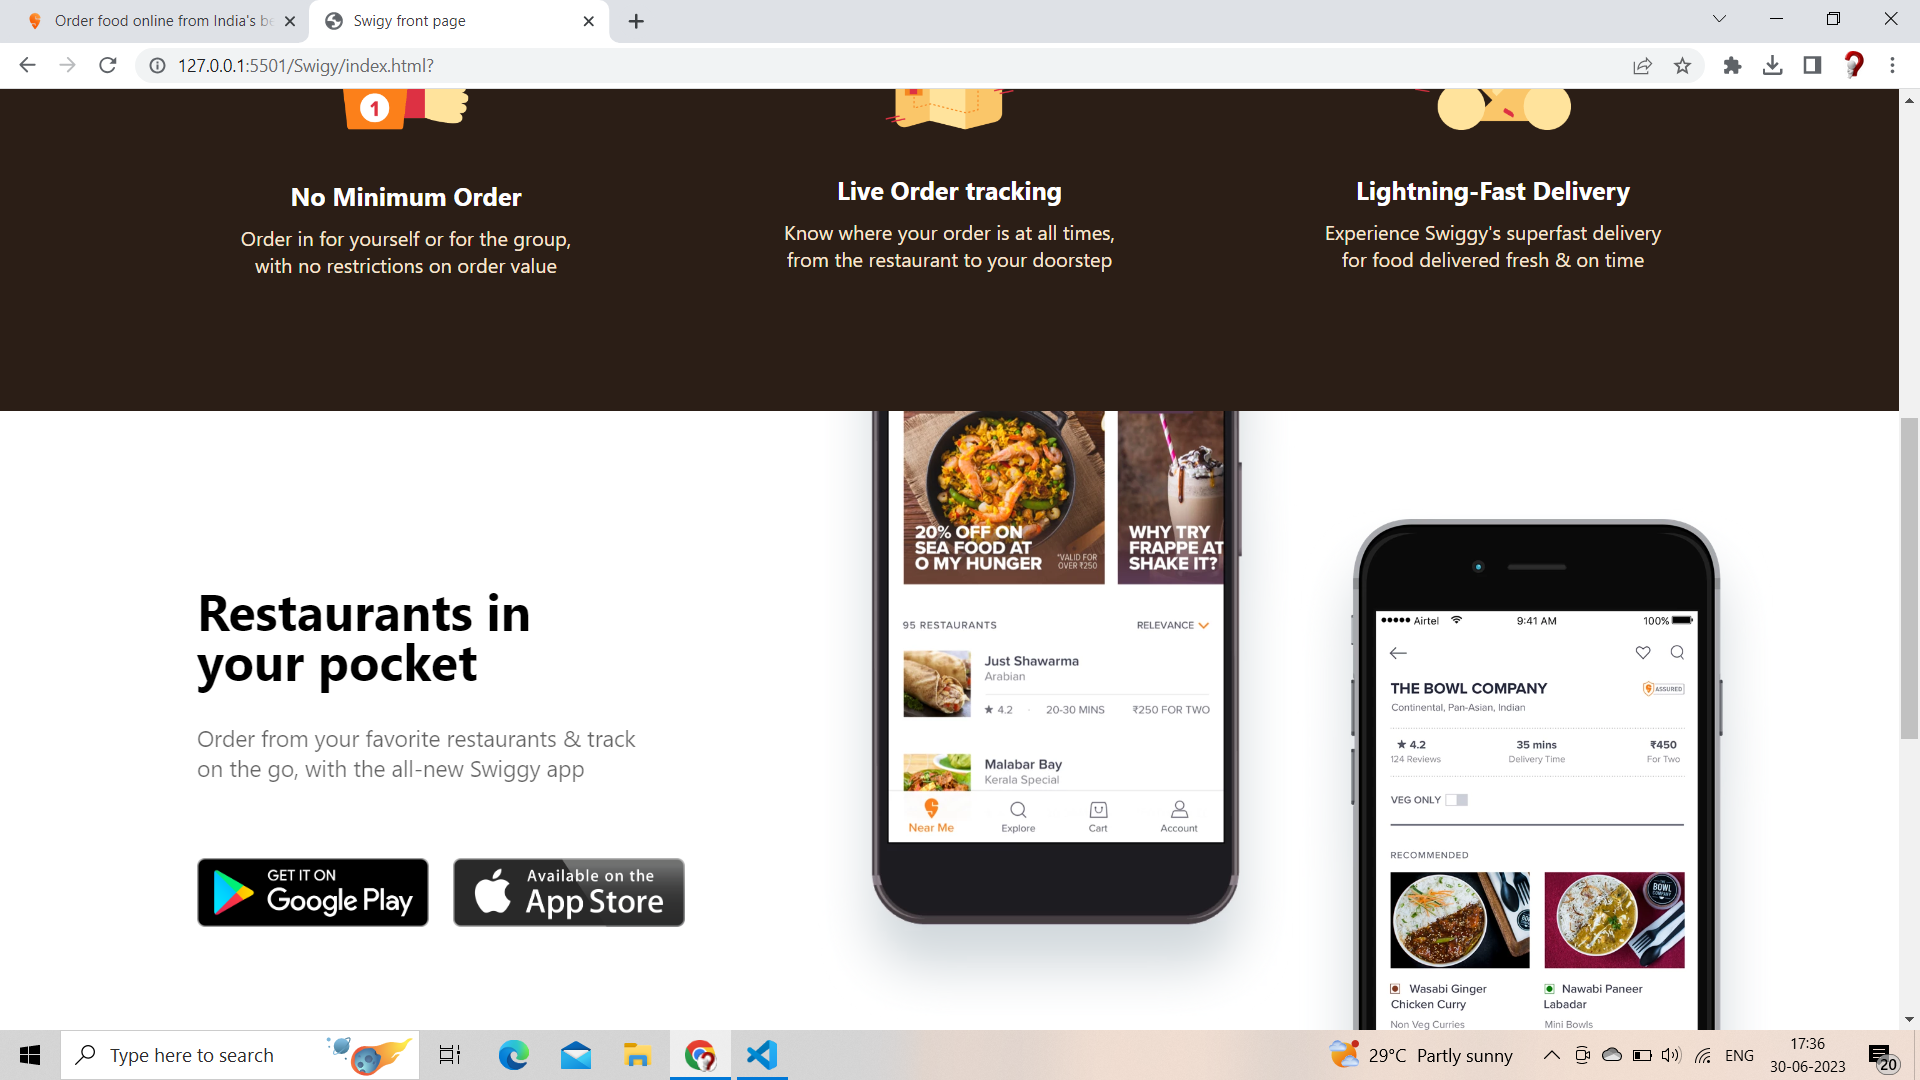 Order food online from India's be
Swigy front page
127.0.0.1:5501/Swigy/index.html?
1
No Minimum Order
Order in for yourself or for the group,
with no restrictions on order value
Live Order tracking
Know where your order is at all times,
from the restaurant to your doorstep
Lightning-Fast Delivery
Experience Swiggy's superfast delivery
for food delivered fresh & on time
Restaurants in
your pocket
Order from your favorite restaurants & track
on the go, with the all-new Swiggy app
GET IT ON
Google Play
Available on the
App Store
20% OFF ON
SEA FOOD AT
O MY HUNGER
*VALID FOR
OVER ₹250
WHY TRY
FRAPPE AT
SHAKE IT?
95 RESTAURANTS
RELEVANCE
Just Shawarma
Arabian
★ 4.2 · 20-30 MINS ₹250 FOR TWO
Malabar Bay
Kerala Special
Near Me
Explore
Cart
Account
Airtel 9:41 AM 100%
THE BOWL COMPANY
ASSURED
Continental, Pan-Asian, Indian
★ 4.2 35 mins ₹450
124 Reviews Delivery Time For Two
VEG ONLY
RECOMMENDED
BOWL
Wasabi Ginger
Chicken Curry
Non Veg Curries
Nawabi Paneer
Labadar
Mini Bowls
Type here to search
29°C Partly sunny
ENG
17:36
30-06-2023
20